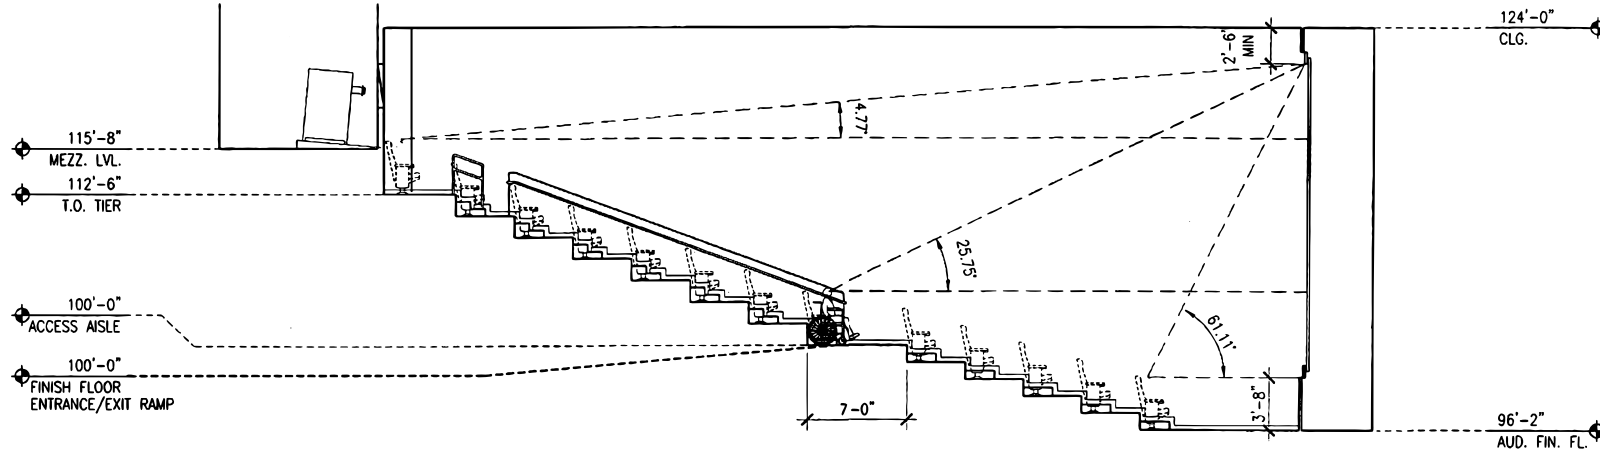 124'-0"
CLG.
2'-9"
MIN
4.77°
115'-8"
MEZZ. LVL.
112'-6"
T.O. TIER
25.75°
100'-0"
ACCESS AISLE
61.11°
100'-0"
FINISH FLOOR
ENTRANCE/EXIT RAMP
7'-0"
3'-8"
96'-2"
AUD. FIN. FL.